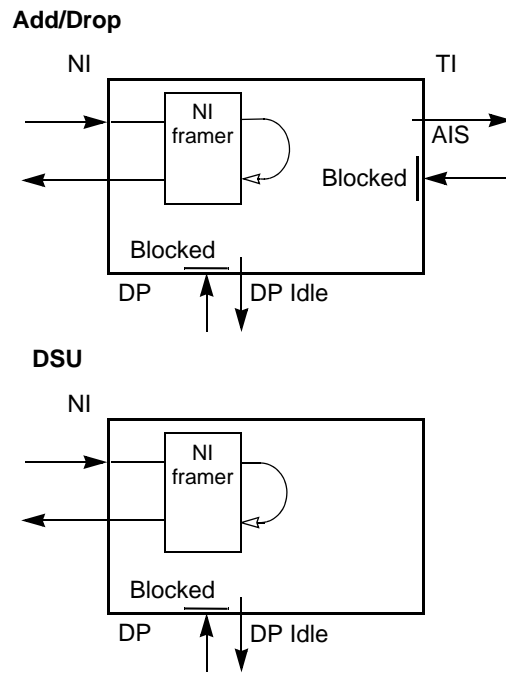 Add/Drop
NI
TI
NI
framer
AIS
Blocked
Blocked
DP
DP Idle
DSU
NI
NI
framer
Blocked
DP
DP Idle